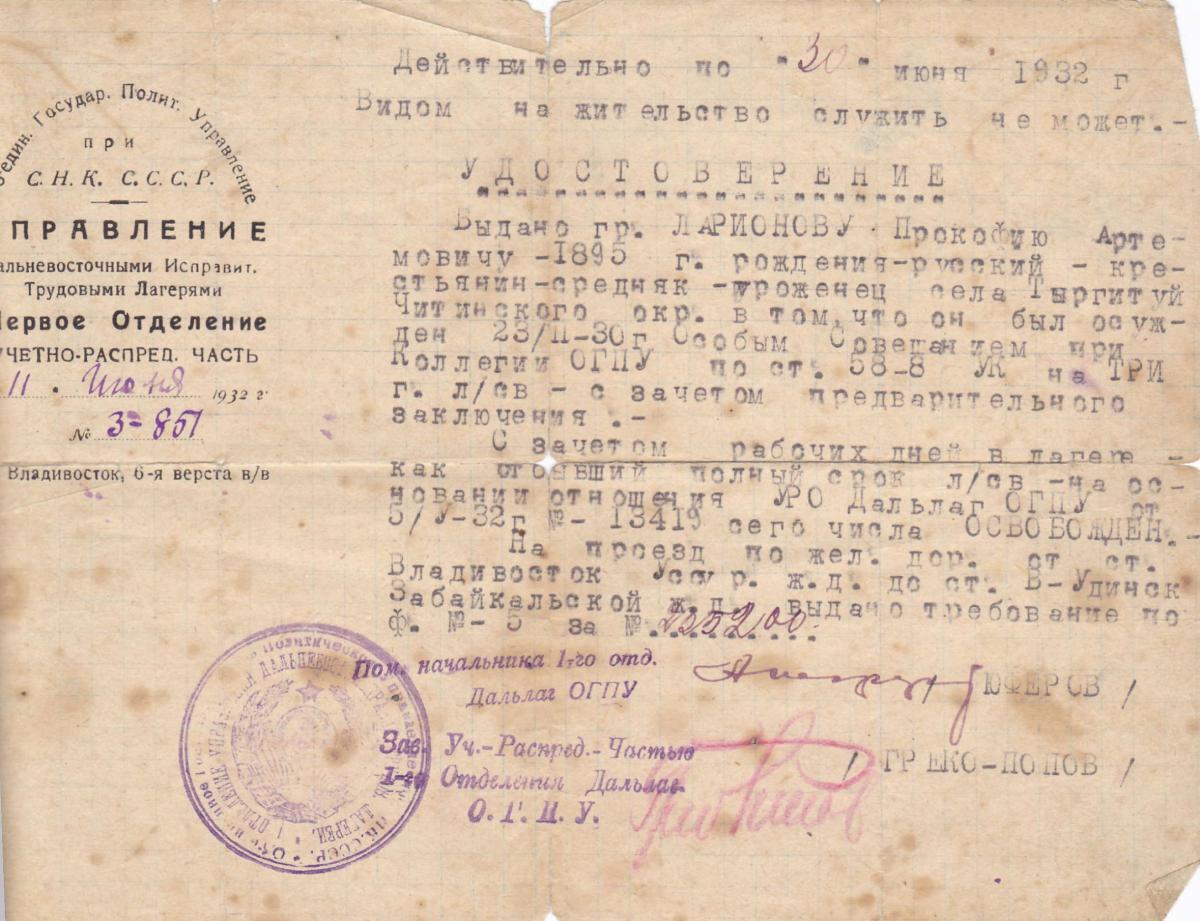 Един. Государ. Полит. Управление
при
С.Н.К. С.С.С.Р.
УПРАВЛЕНИЕ
альневосточными Исправит.
Трудовыми Лагерями
Первое Отделение
УЧЕТНО-РАСПРЕД. ЧАСТЬ
11 Июня 1932 г
№ 3-851
Владивосток, 6-я верста в/в
Действительно по "30" июня 1932 г
Видом на жительство служить не может.-
УДОСТОВЕРЕНИЕ
Выдано гр. ЛАРИОНОВУ Прокофию Арте-
мовичу -1895 г. рождения-русский - кре-
стьянин-средняк -уроженец села Тыргитуй
Читинского окр. в том,что он был осуж-
ден 23/II-30г Особым Совещанием при
Коллегии ОГПУ по ст. 58-8 УК на ТРИ
г. л/св - с зачетом предварительного
заключения .-
С зачетом рабочих дней в лагере -
как отбывший полный срок л/св -на ос-
новании отношения УРО Дальлаг ОГПУ от
5/У-32г №- 13419 сего числа ОСВОБОЖДЕН.-
На проезд по жел. дор. от ст.
Владивосток Уссур. ж.д. до ст. В-Удинск
Забайкальской ж.д. выдано требование по
ф. №- 5 за №. 255200.
Пом. начальника 1-го отд.
Дальлаг ОГПУ
/ ЮФЕРОВ /
Зав. Уч.-Распред.-Частью
1-го Отделения Дальлаг
О.Г.П.У.
/ ГРЕКО-ПОПОВ /